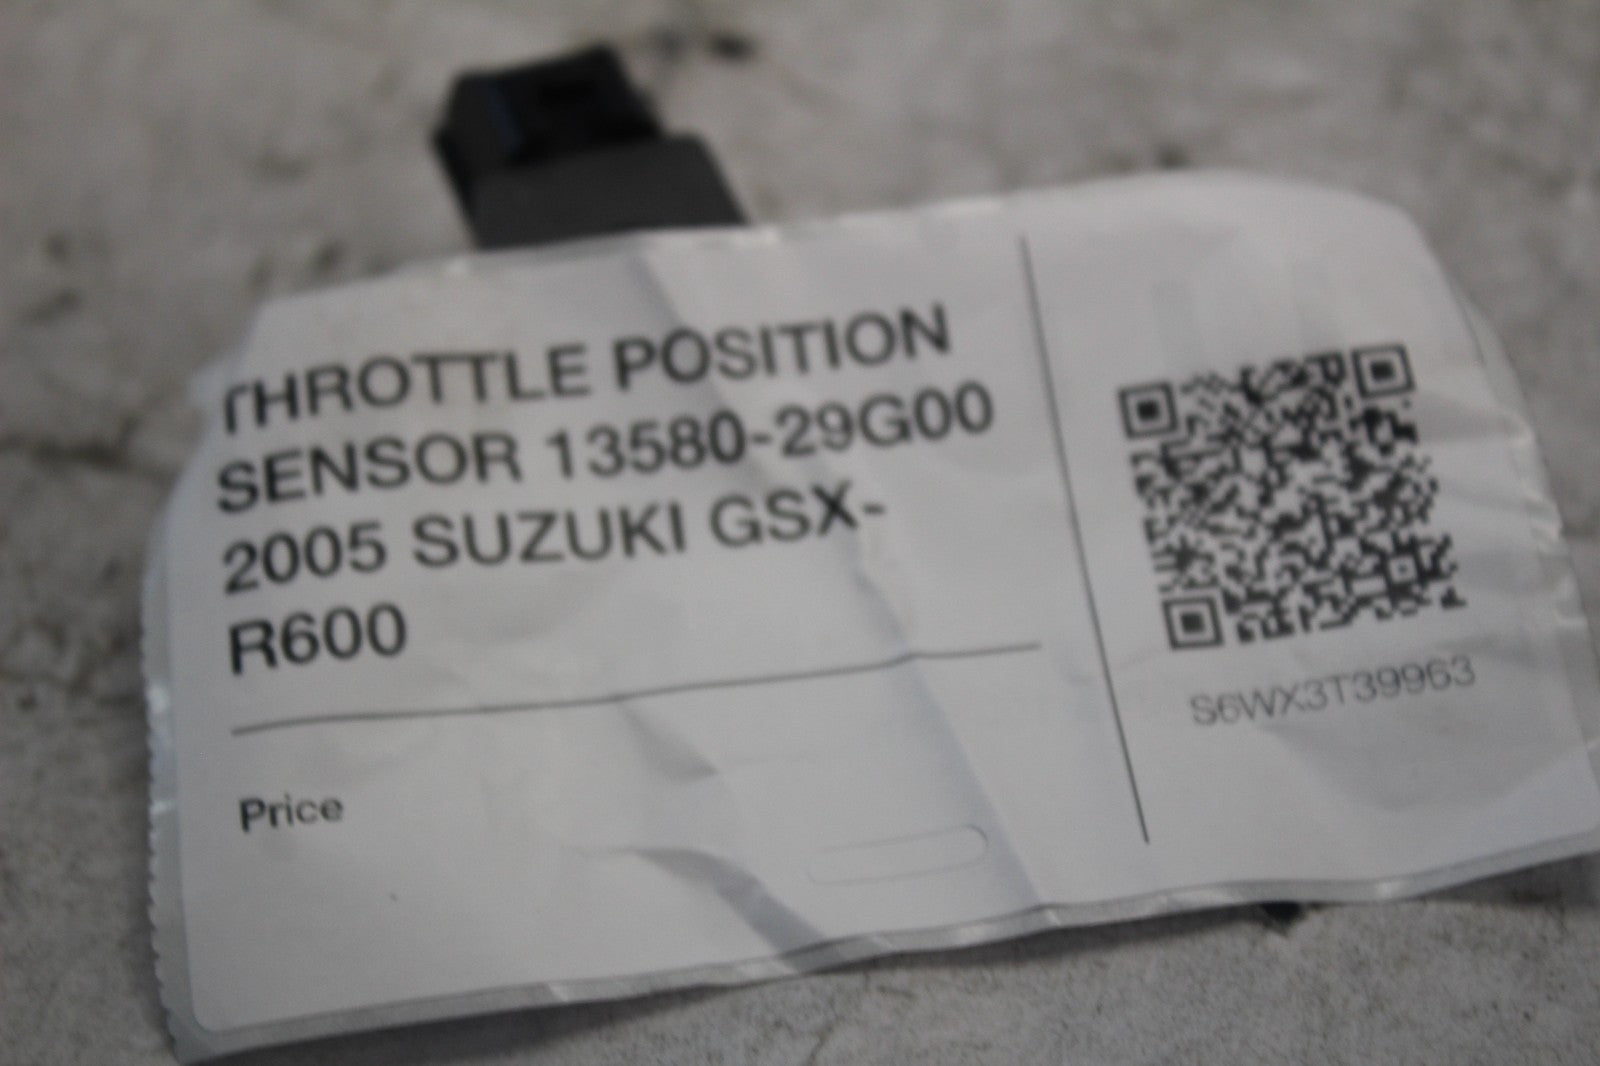 THROTTLE POSITION
SENSOR 13580-29G00
2005 SUZUKI GSX-
R600
Price
S6WX3T39963